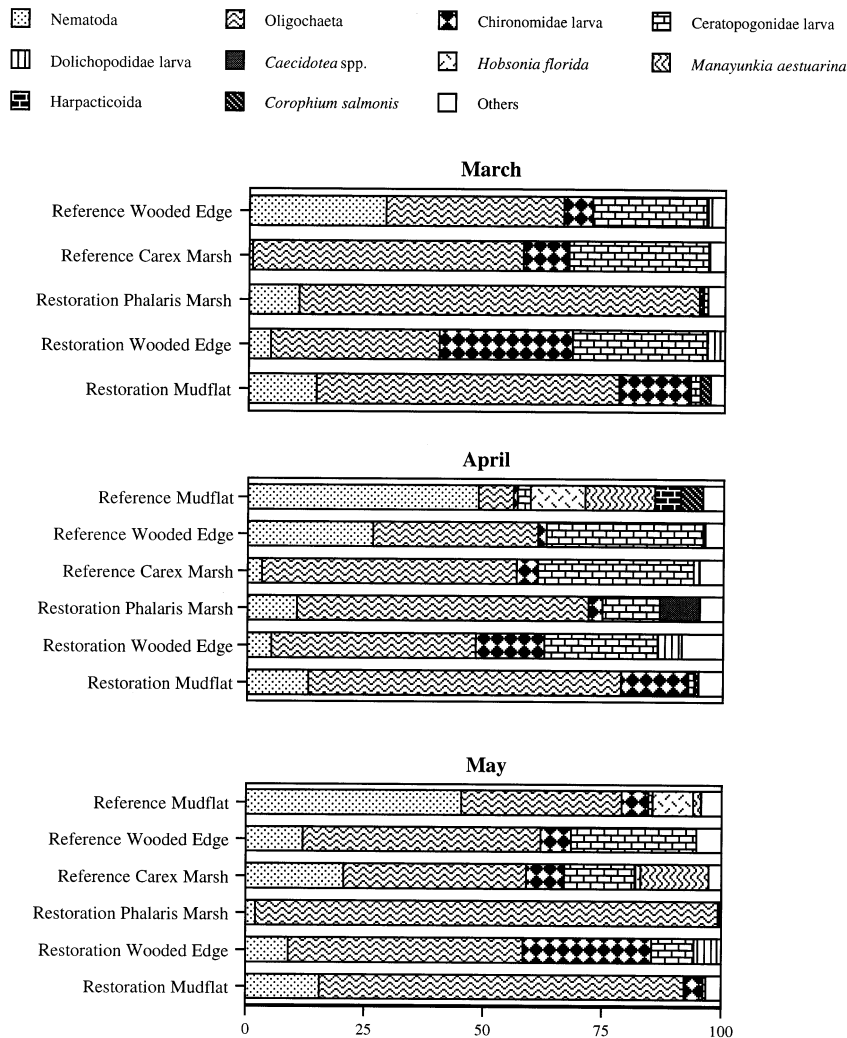 Nematoda Oligochaeta Chironomidae larva Ceratopogonidae larva
Dolichopodidae larva Caecidotea spp. Hobsonia florida Manayunkia aestuarina
Harpacticoida Corophium salmonis Others
March
Reference Wooded Edge
Reference Carex Marsh
Restoration Phalaris Marsh
Restoration Wooded Edge
Restoration Mudflat
April
Reference Mudflat
Reference Wooded Edge
Reference Carex Marsh
Restoration Phalaris Marsh
Restoration Wooded Edge
Restoration Mudflat
May
Reference Mudflat
Reference Wooded Edge
Reference Carex Marsh
Restoration Phalaris Marsh
Restoration Wooded Edge
Restoration Mudflat
0 25 50 75 100